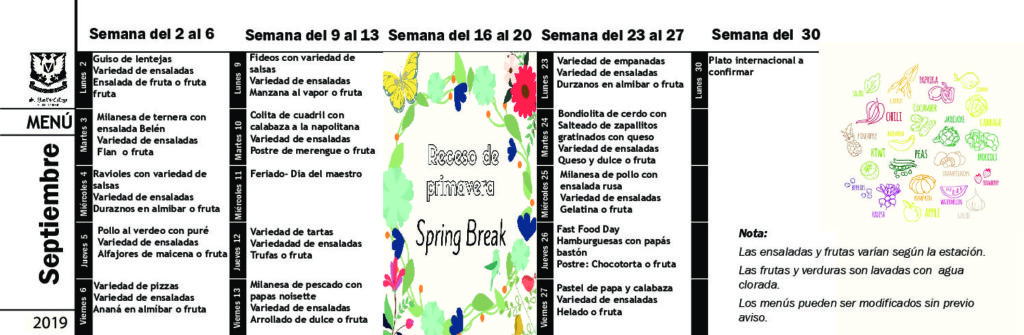 MENÚ
Septiembre
2019
Semana del 2 al 6
Lunes 2
Guiso de lentejas
Variedad de ensaladas
Ensalada de fruta o fruta
fruta
Martes 3
Milanesa de ternera con
ensalada Belén
Variedad de ensaladas
Flan o fruta
Miércoles 4
Ravioles con variedad de
salsas
Variedad de ensaladas
Duraznos en almibar o fruta
Jueves 5
Pollo al verdeo con puré
Variedad de ensaladas
Alfajores de maicena o fruta
Viernes 6
Variedad de pizzas
Variedad de ensaladas
Ananá en almíbar o fruta
Semana del 9 al 13
Lunes 9
Fideos con variedad de
salsas
Variedad de ensaladas
Manzana al vapor o fruta
Martes 10
Colita de cuadril con
calabaza a la napolitana
Variedad de ensaladas
Postre de merengue o fruta
Miércoles 11
Feriado- Dia del maestro
Jueves 12
Variedad de tartas
Variedadad de ensaladas
Trufas o fruta
Viernes 13
Milanesa de pescado con
papas noisette
Variedad de ensaladas
Arrollado de dulce o fruta
Semana del 16 al 20
Receso de
primavera
Spring Break
Semana del 23 al 27
Lunes 23
Variedad de empanadas
Variedad de ensaladas
Durzanos en almibar o fruta
Martes 24
Bondiolita de cerdo con
Salteado de zapallitos
gratinados con queso
Variedad de ensaladas
Queso y dulce o fruta
Miércoles 25
Milanesa de pollo con
ensalada rusa
Variedad de ensaladas
Gelatina o fruta
Jueves 26
Fast Food Day
Hamburguesas con papás
bastón
Postre: Chocotorta o fruta
Viernes 27
Pastel de papa y calabaza
Variedad de ensaladas
Helado o fruta
Semana del 30
Lunes 30
Plato internacional a
confirmar
PAPRIKA
CHILI
CUCUMBER
KIWI
PEAS
BROCCOLI
PUMPKIN
STRAWBERRY
WATERMELON
APPLE
Nota:
Las ensaladas y frutas varían según la estación.
Las frutas y verduras son lavadas con agua
clorada.
Los menús pueden ser modificados sin previo
aviso.